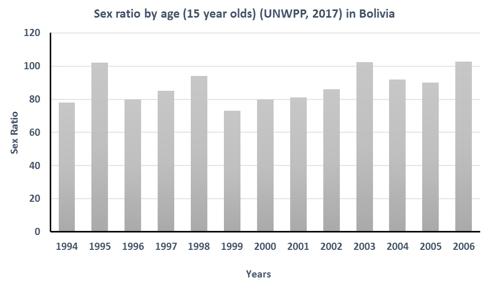 Sex ratio by age (15 year olds) (UNWPP, 2017) in Bolivia
120
100
80
60
40
20
0
Sex Ratio
1994 1995 1996 1997 1998 1999 2000 2001 2002 2003 2004 2005 2006
Years